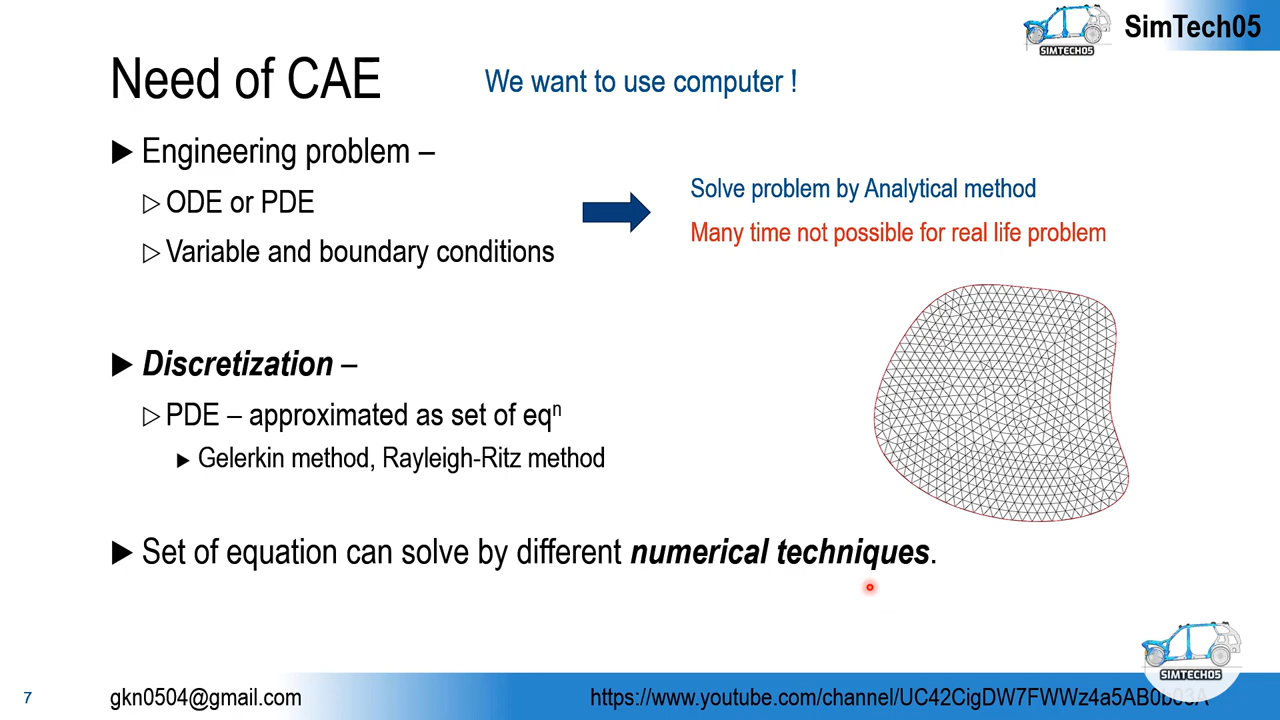 SimTech05
SIMTECH05
Need of CAE
We want to use computer !
Engineering problem –
ODE or PDE
Variable and boundary conditions
Solve problem by Analytical method
Many time not possible for real life problem
Discretization –
PDE – approximated as set of eqⁿ
Gelerkin method, Rayleigh-Ritz method
Set of equation can solve by different numerical techniques.
SIMTECH05
7
gkn0504@gmail.com
https://www.youtube.com/channel/UC42CigDW7FWWz4a5AB0b03A